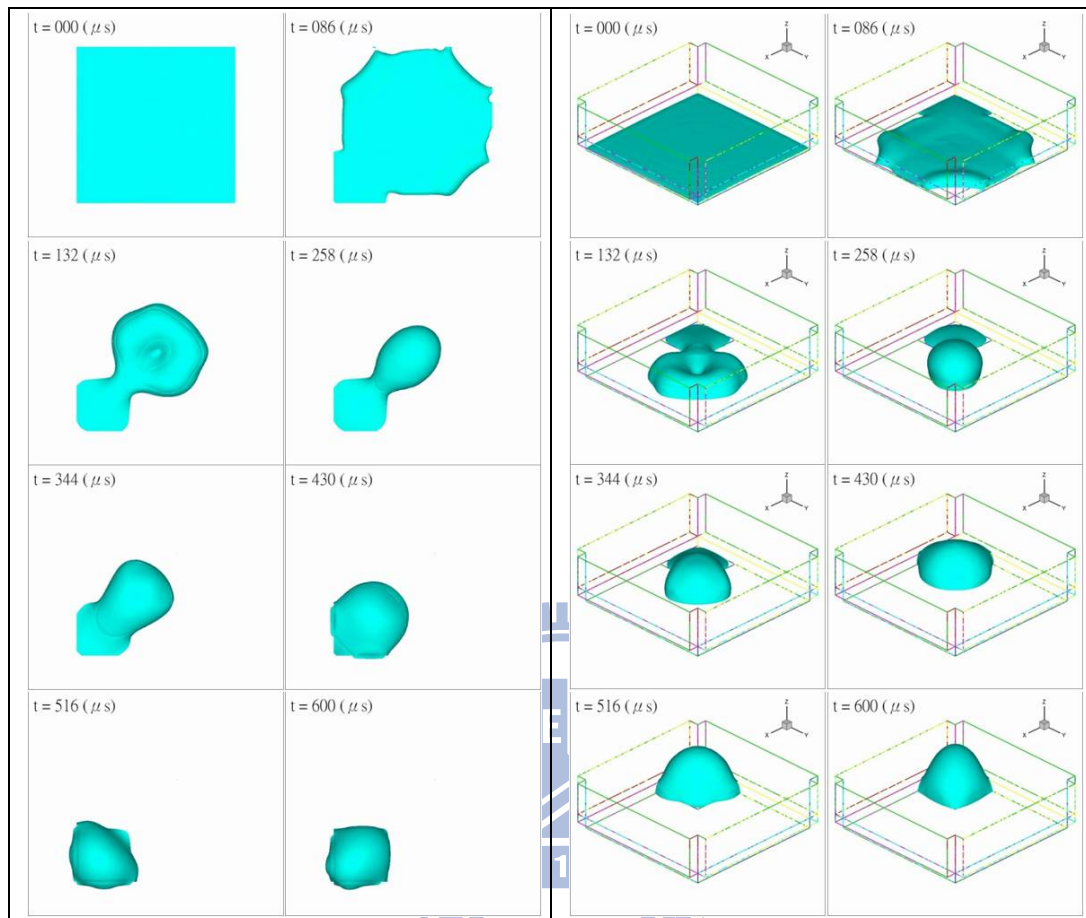 t = 000 ( μ s)
t = 086 ( μ s)
t = 132 ( μ s)
t = 258 ( μ s)
t = 344 ( μ s)
t = 430 ( μ s)
t = 516 ( μ s)
t = 600 ( μ s)
t = 000 ( μ s)
Z
X
Y
t = 086 ( μ s)
Z
X
Y
t = 132 ( μ s)
Z
X
Y
t = 258 ( μ s)
Z
X
Y
t = 344 ( μ s)
Z
X
Y
t = 430 ( μ s)
Z
X
Y
t = 516 ( μ s)
Z
X
Y
t = 600 ( μ s)
Z
X
Y